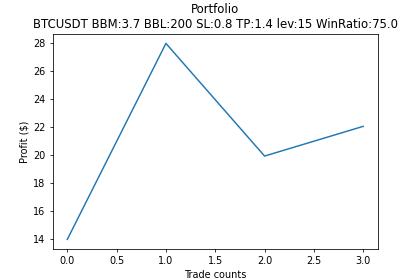 Portfolio
BTCUSDT BBM:3.7 BBL:200 SL:0.8 TP:1.4 lev:15 WinRatio:75.0
28
26
24
22
20
18
16
14
Profit ($)
0.0 0.5 1.0 1.5 2.0 2.5 3.0
Trade counts